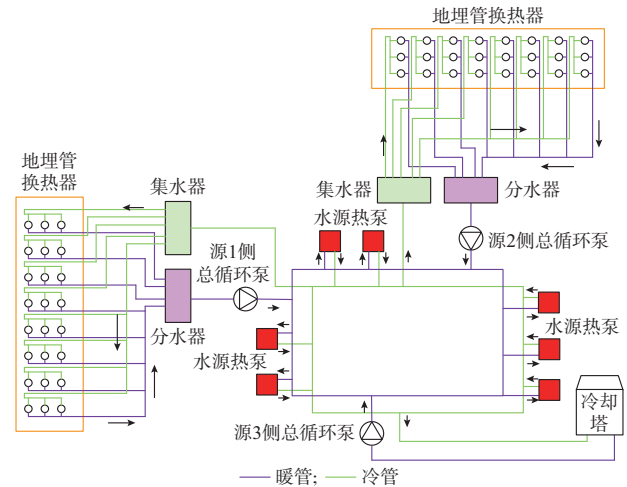 地埋管换热器
地埋管
换热器
集水器
集水器
分水器
水源热泵
源1侧
总循环泵
源2侧总循环泵
分水器
水源热泵
水源热泵
冷却
塔
源3侧总循环泵
暖管;
冷管